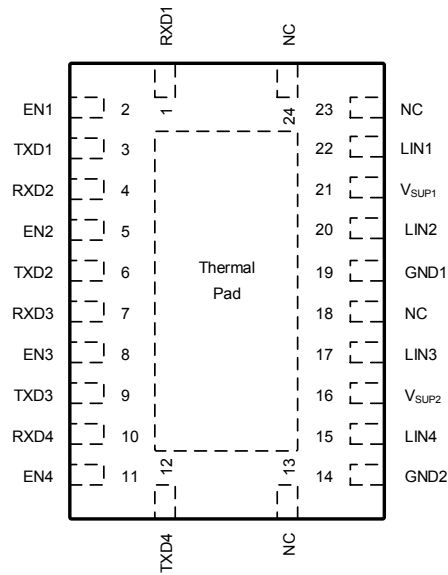 RXD1
NC
1
24
EN1 2 23 NC
TXD1 3 22 LIN1
RXD2 4 21 VSUP1
EN2 5 20 LIN2
TXD2 6 19 GND1
Thermal
Pad
RXD3 7 18 NC
EN3 8 17 LIN3
TXD3 9 16 VSUP2
RXD4 10 15 LIN4
EN4 11 14 GND2
12
13
TXD4
NC